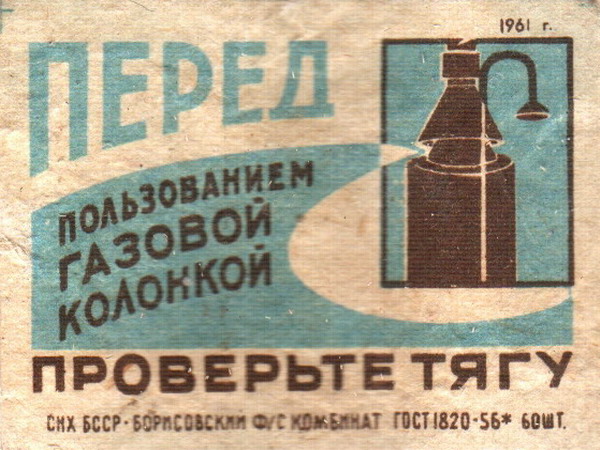 1961 г.
ПЕРЕД
ПОЛЬЗОВАНИЕМ
ГАЗОВОЙ
КОЛОНКОЙ
ПРОВЕРЬТЕ ТЯГУ
СНХ БССР-БОРИСОВСКИЙ Ф/С КОМБИНАТ ГОСТ 1820-56* 60ШТ.